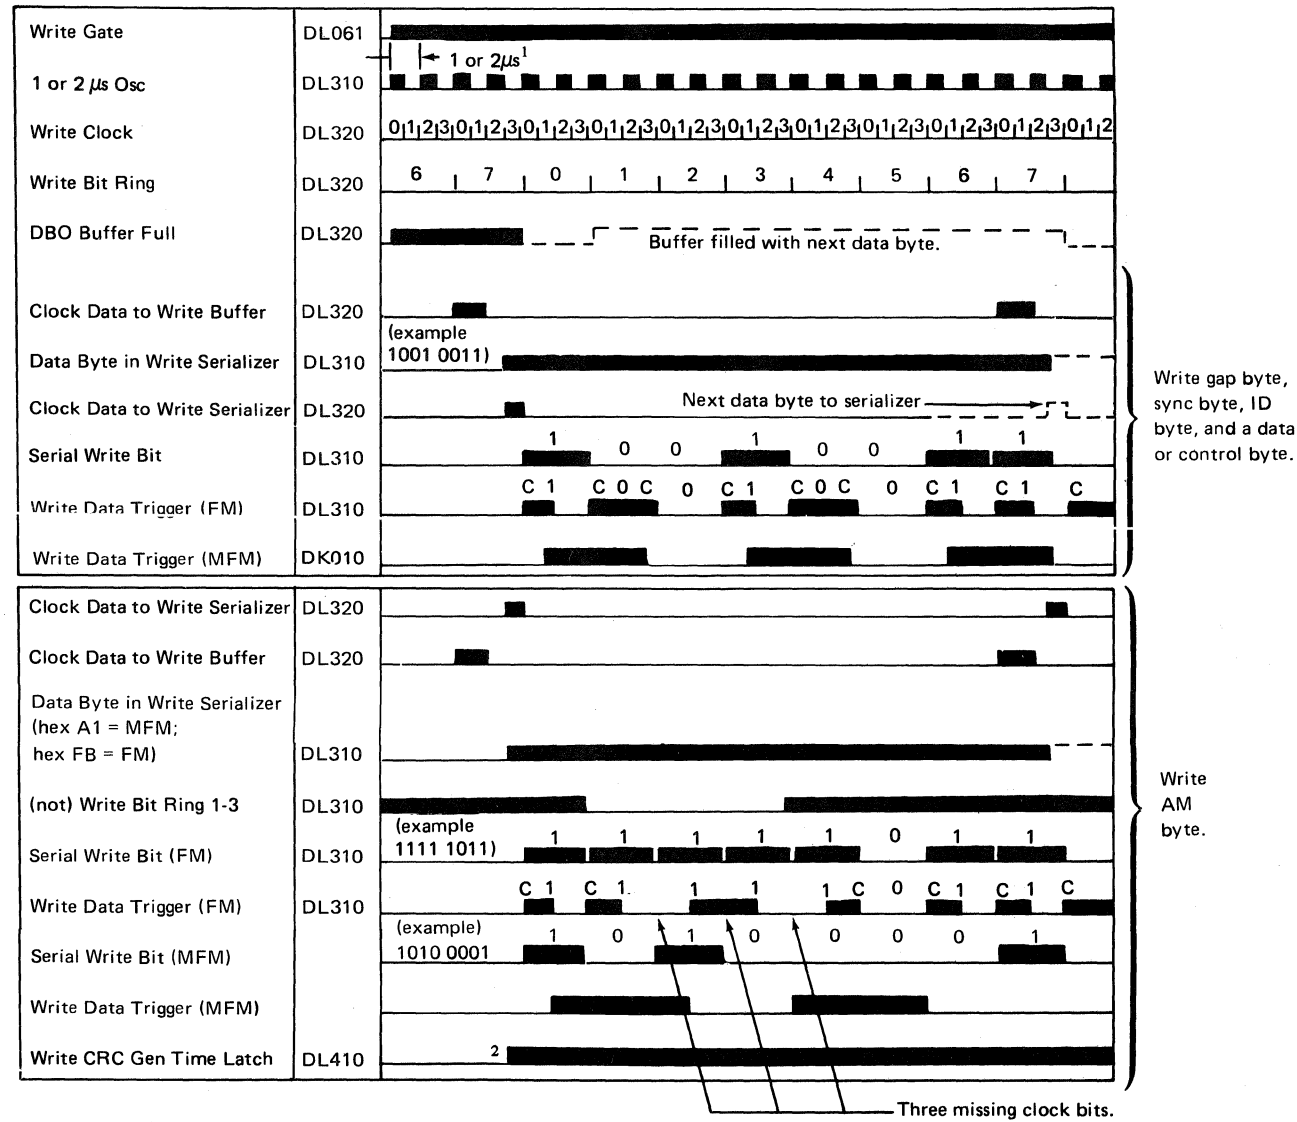 Write Gate DL061
1 or 2μs¹
1 or 2 μs Osc DL310
Write Clock DL320 0 1 2 3 0 1 2 3 0 1 2 3 0 1 2 3 0 1 2 3 0 1 2 3 0 1 2 3 0 1 2 3 0 1 2 3 0 1 2 3 0 1 2
Write Bit Ring DL320 6 7 0 1 2 3 4 5 6 7
DBO Buffer Full DL320 Buffer filled with next data byte.
Clock Data to Write Buffer DL320
(example
Data Byte in Write Serializer DL310 1001 0011)
Clock Data to Write Serializer DL320 Next data byte to serializer
Serial Write Bit DL310 1 0 0 1 0 0 1 1
Write Data Trigger (FM) DL310 C 1 C 0 C 0 C 1 C 0 C 0 C 1 C 1 C
Write Data Trigger (MFM) DK010
Write gap byte,
sync byte, ID
byte, and a data
or control byte.
Clock Data to Write Serializer DL320
Clock Data to Write Buffer DL320
Data Byte in Write Serializer
(hex A1 = MFM;
hex FB = FM) DL310
(not) Write Bit Ring 1-3 DL310
(example
Serial Write Bit (FM) DL310 1111 1011) 1 1 1 1 1 0 1 1
Write Data Trigger (FM) DL310 C 1 C 1 1 1 1 C 0 C 1 C 1 C
(example)
Serial Write Bit (MFM) 1010 0001 1 0 1 0 0 0 0 1
Write Data Trigger (MFM)
Write CRC Gen Time Latch DL410 2
Write
AM
byte.
Three missing clock bits.